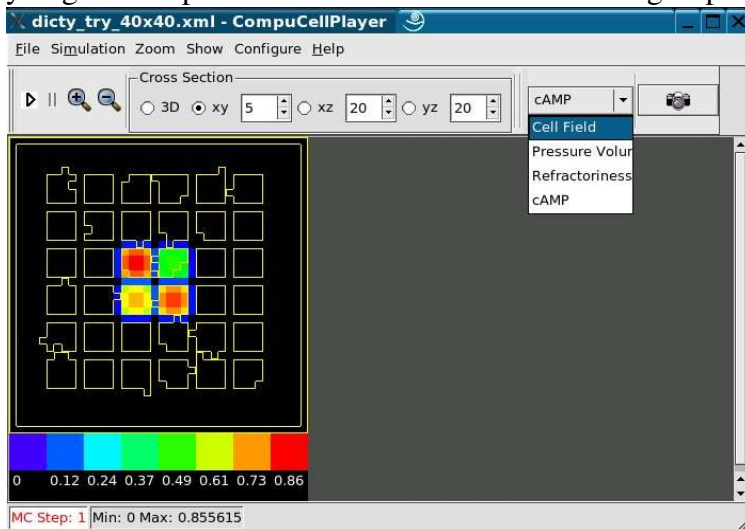 dicty_try_40x40.xml - CompuCellPlayer
File Simulation Zoom Show Configure Help
Cross Section
3D xy 5 xz 20 yz 20
cAMP
Cell Field
Pressure Volur
Refractoriness
cAMP
0 0.12 0.24 0.37 0.49 0.61 0.73 0.86
MC Step: 1 Min: 0 Max: 0.855615